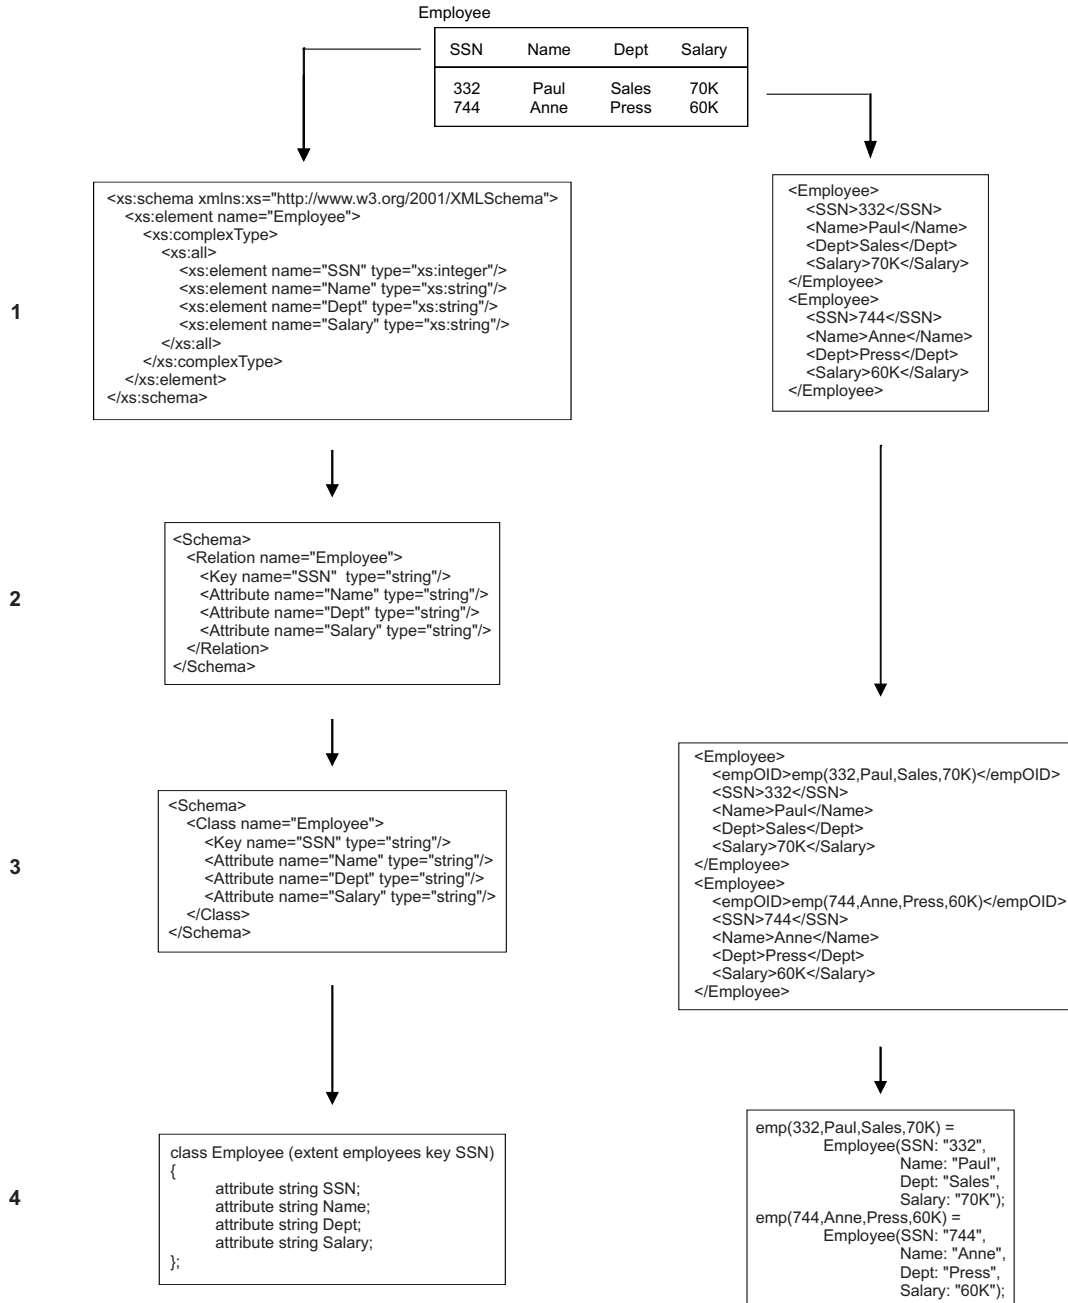 Employee
SSN Name Dept Salary
332 Paul Sales 70K
744 Anne Press 60K
1
<xs:schema xmlns:xs="http://www.w3.org/2001/XMLSchema">
<xs:element name="Employee">
<xs:complexType>
<xs:all>
<xs:element name="SSN" type="xs:integer"/>
<xs:element name="Name" type="xs:string"/>
<xs:element name="Dept" type="xs:string"/>
<xs:element name="Salary" type="xs:string"/>
</xs:all>
</xs:complexType>
</xs:element>
</xs:schema>
<Employee>
<SSN>332</SSN>
<Name>Paul</Name>
<Dept>Sales</Dept>
<Salary>70K</Salary>
</Employee>
<Employee>
<SSN>744</SSN>
<Name>Anne</Name>
<Dept>Press</Dept>
<Salary>60K</Salary>
</Employee>
2
<Schema>
<Relation name="Employee">
<Key name="SSN" type="string"/>
<Attribute name="Name" type="string"/>
<Attribute name="Dept" type="string"/>
<Attribute name="Salary" type="string"/>
</Relation>
</Schema>
3
<Schema>
<Class name="Employee">
<Key name="SSN" type="string"/>
<Attribute name="Name" type="string"/>
<Attribute name="Dept" type="string"/>
<Attribute name="Salary" type="string"/>
</Class>
</Schema>
<Employee>
<empOID>emp(332,Paul,Sales,70K)</empOID>
<SSN>332</SSN>
<Name>Paul</Name>
<Dept>Sales</Dept>
<Salary>70K</Salary>
</Employee>
<Employee>
<empOID>emp(744,Anne,Press,60K)</empOID>
<SSN>744</SSN>
<Name>Anne</Name>
<Dept>Press</Dept>
<Salary>60K</Salary>
</Employee>
4
class Employee (extent employees key SSN)
{
attribute string SSN;
attribute string Name;
attribute string Dept;
attribute string Salary;
};
emp(332,Paul,Sales,70K) =
Employee(SSN: "332",
Name: "Paul",
Dept: "Sales",
Salary: "70K");
emp(744,Anne,Press,60K) =
Employee(SSN: "744",
Name: "Anne",
Dept: "Press",
Salary: "60K");